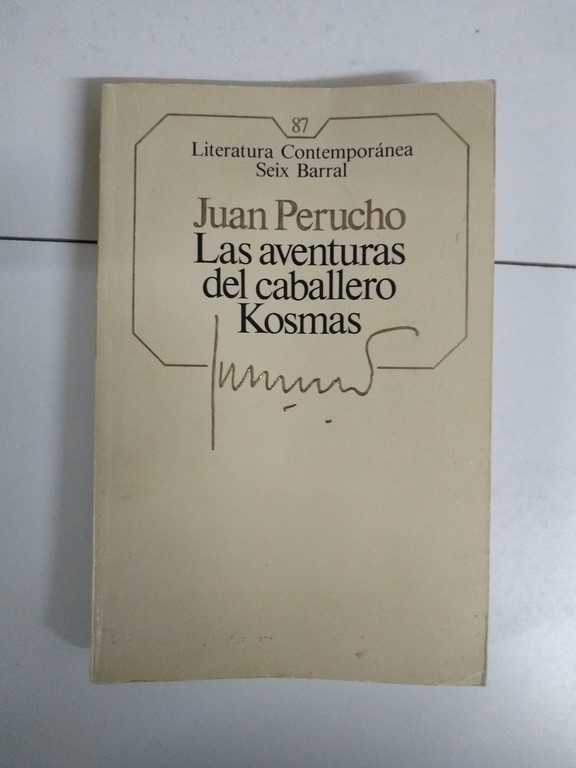 87
Literatura Contemporánea
Seix Barral
Juan Perucho
Las aventuras
del caballero
Kosmas